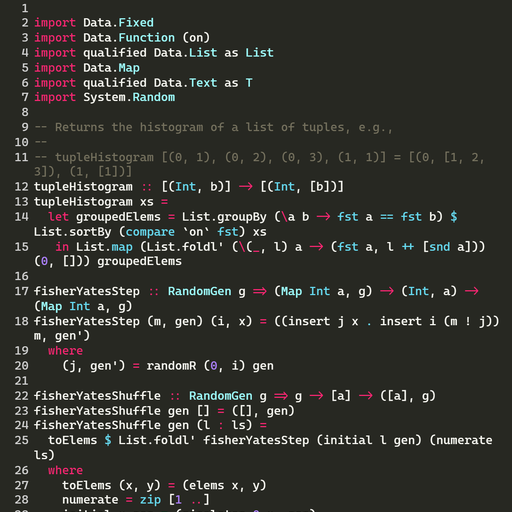 1
2 import Data.Fixed
3 import Data.Function (on)
4 import qualified Data.List as List
5 import Data.Map
6 import qualified Data.Text as T
7 import System.Random
8
9 -- Returns the histogram of a list of tuples, e.g.,
10 --
11 -- tupleHistogram [(0, 1), (0, 2), (0, 3), (1, 1)] = [(0, [1, 2,
3]), (1, [1])]
12 tupleHistogram :: [(Int, b)] -> [(Int, [b])]
13 tupleHistogram xs =
14   let groupedElems = List.groupBy (\a b -> fst a == fst b) $
List.sortBy (compare `on` fst) xs
15    in List.map (List.foldl' (\(_, l) a -> (fst a, l ++ [snd a]))
(0, [])) groupedElems
16
17 fisherYatesStep :: RandomGen g => (Map Int a, g) -> (Int, a) ->
(Map Int a, g)
18 fisherYatesStep (m, gen) (i, x) = ((insert j x . insert i (m ! j))
m, gen')
19   where
20     (j, gen') = randomR (0, i) gen
21
22 fisherYatesShuffle :: RandomGen g => g -> [a] -> ([a], g)
23 fisherYatesShuffle gen [] = ([], gen)
24 fisherYatesShuffle gen (l : ls) =
25   toElems $ List.foldl' fisherYatesStep (initial l gen) (numerate
ls)
26   where
27     toElems (x, y) = (elems x, y)
28     numerate = zip [1 ..]